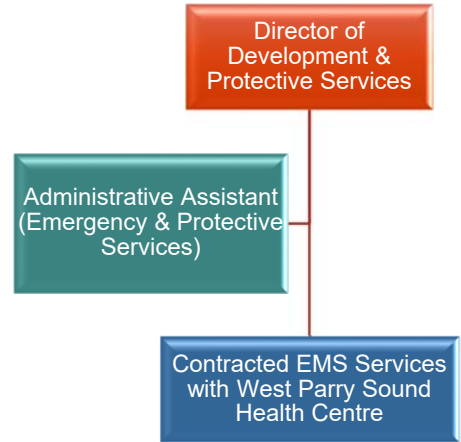 Director of
Development &
Protective Services
Administrative Assistant
(Emergency & Protective
Services)
Contracted EMS Services
with West Parry Sound
Health Centre